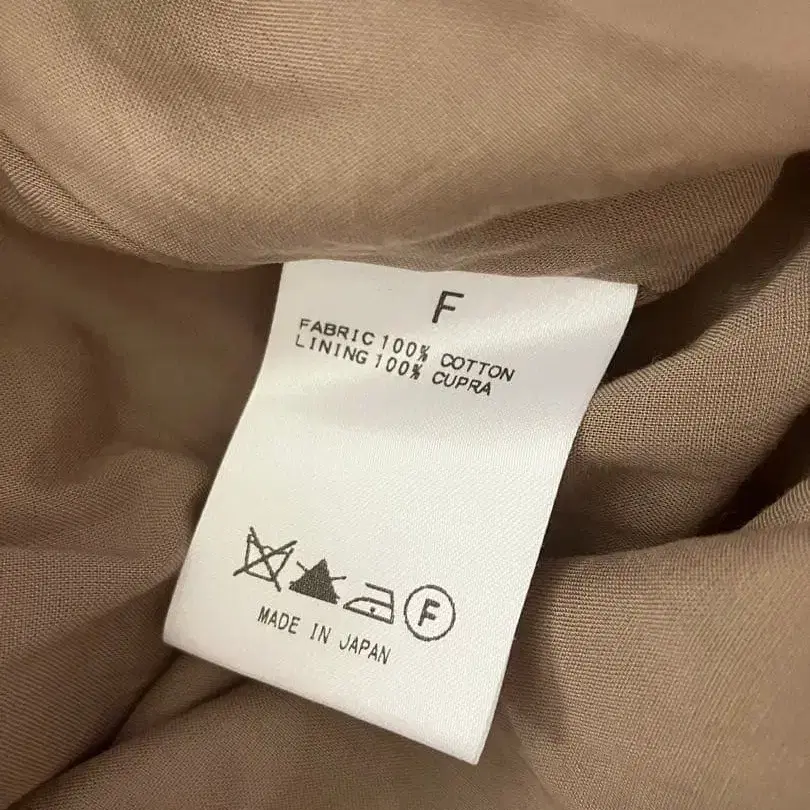 F
FABRIC 100% COTTON
LINING 100% CUPRA
F
MADE IN JAPAN